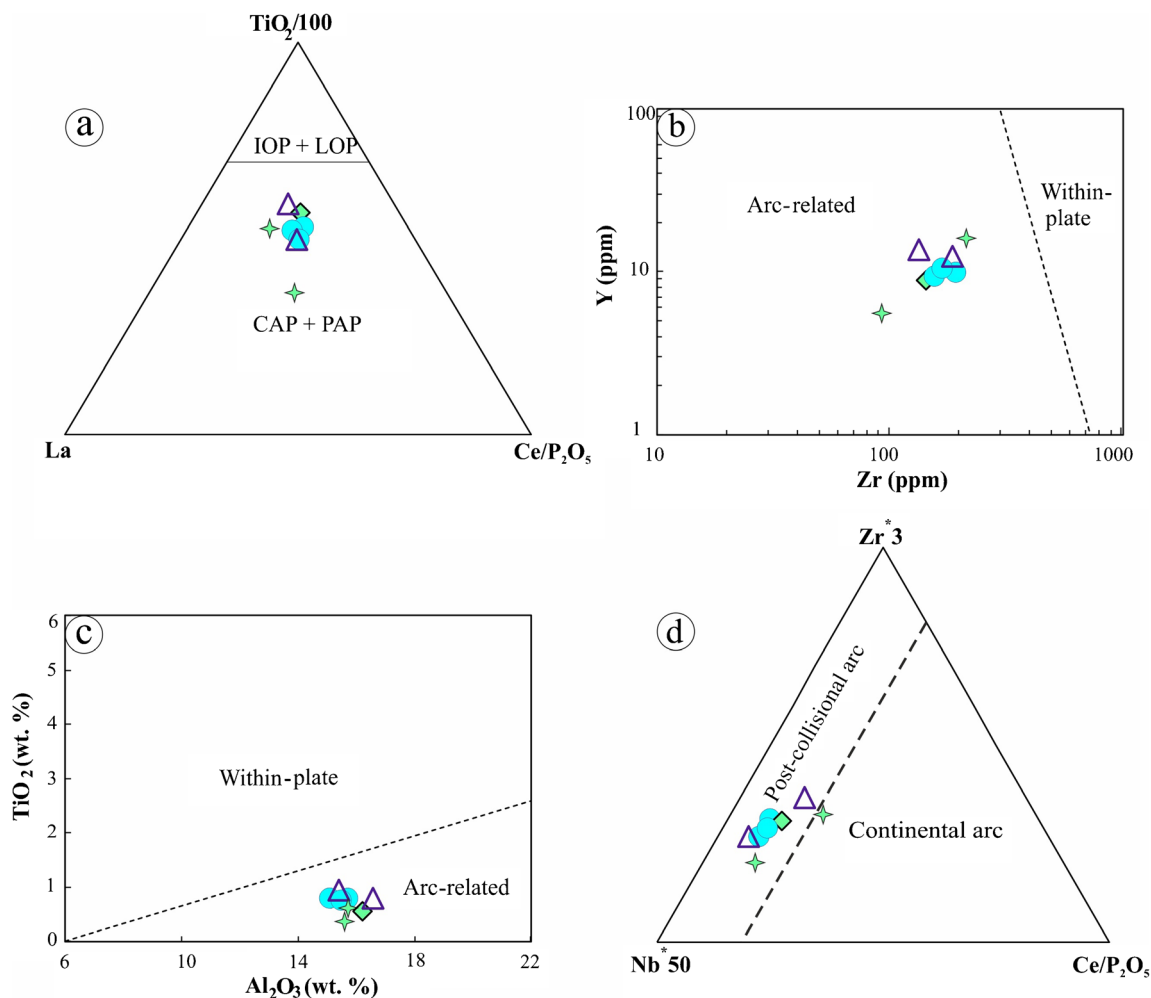 TiO₂/100
a
IOP + LOP
CAP + PAP
La
Ce/P₂O₅
100
b
Arc-related
Within-
plate
Y (ppm)
10
1
10
100
1000
Zr (ppm)
6
c
5
4
3
2
1
0
TiO₂ (wt. %)
Within-plate
Arc-related
6
10
14
18
22
Al₂O₃ (wt. %)
Zr*3
d
Post-collisional arc
Continental arc
Nb*50
Ce/P₂O₅